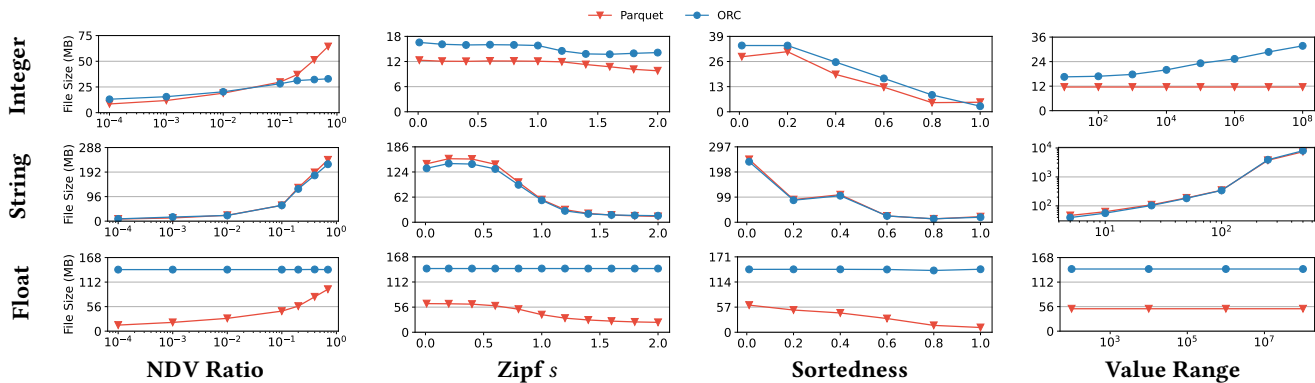 Parquet ORC
Integer
File Size (MB)
75
50
25
0
10⁻⁴ 10⁻³ 10⁻² 10⁻¹ 10⁰
18
12
6
0
0.0 0.5 1.0 1.5 2.0
39
26
13
0
0.0 0.2 0.4 0.6 0.8 1.0
36
24
12
0
10² 10⁴ 10⁶ 10⁸
String
File Size (MB)
288
192
96
0
10⁻⁴ 10⁻³ 10⁻² 10⁻¹ 10⁰
186
124
62
0
0.0 0.5 1.0 1.5 2.0
297
198
99
0
0.0 0.2 0.4 0.6 0.8 1.0
10⁴
10³
10²
10¹ 10²
Float
File Size (MB)
168
112
56
0
10⁻⁴ 10⁻³ 10⁻² 10⁻¹ 10⁰
168
112
56
0
0.0 0.5 1.0 1.5 2.0
171
114
57
0
0.0 0.2 0.4 0.6 0.8 1.0
168
112
56
0
10³ 10⁵ 10⁷
NDV Ratio
Zipf s
Sortedness
Value Range